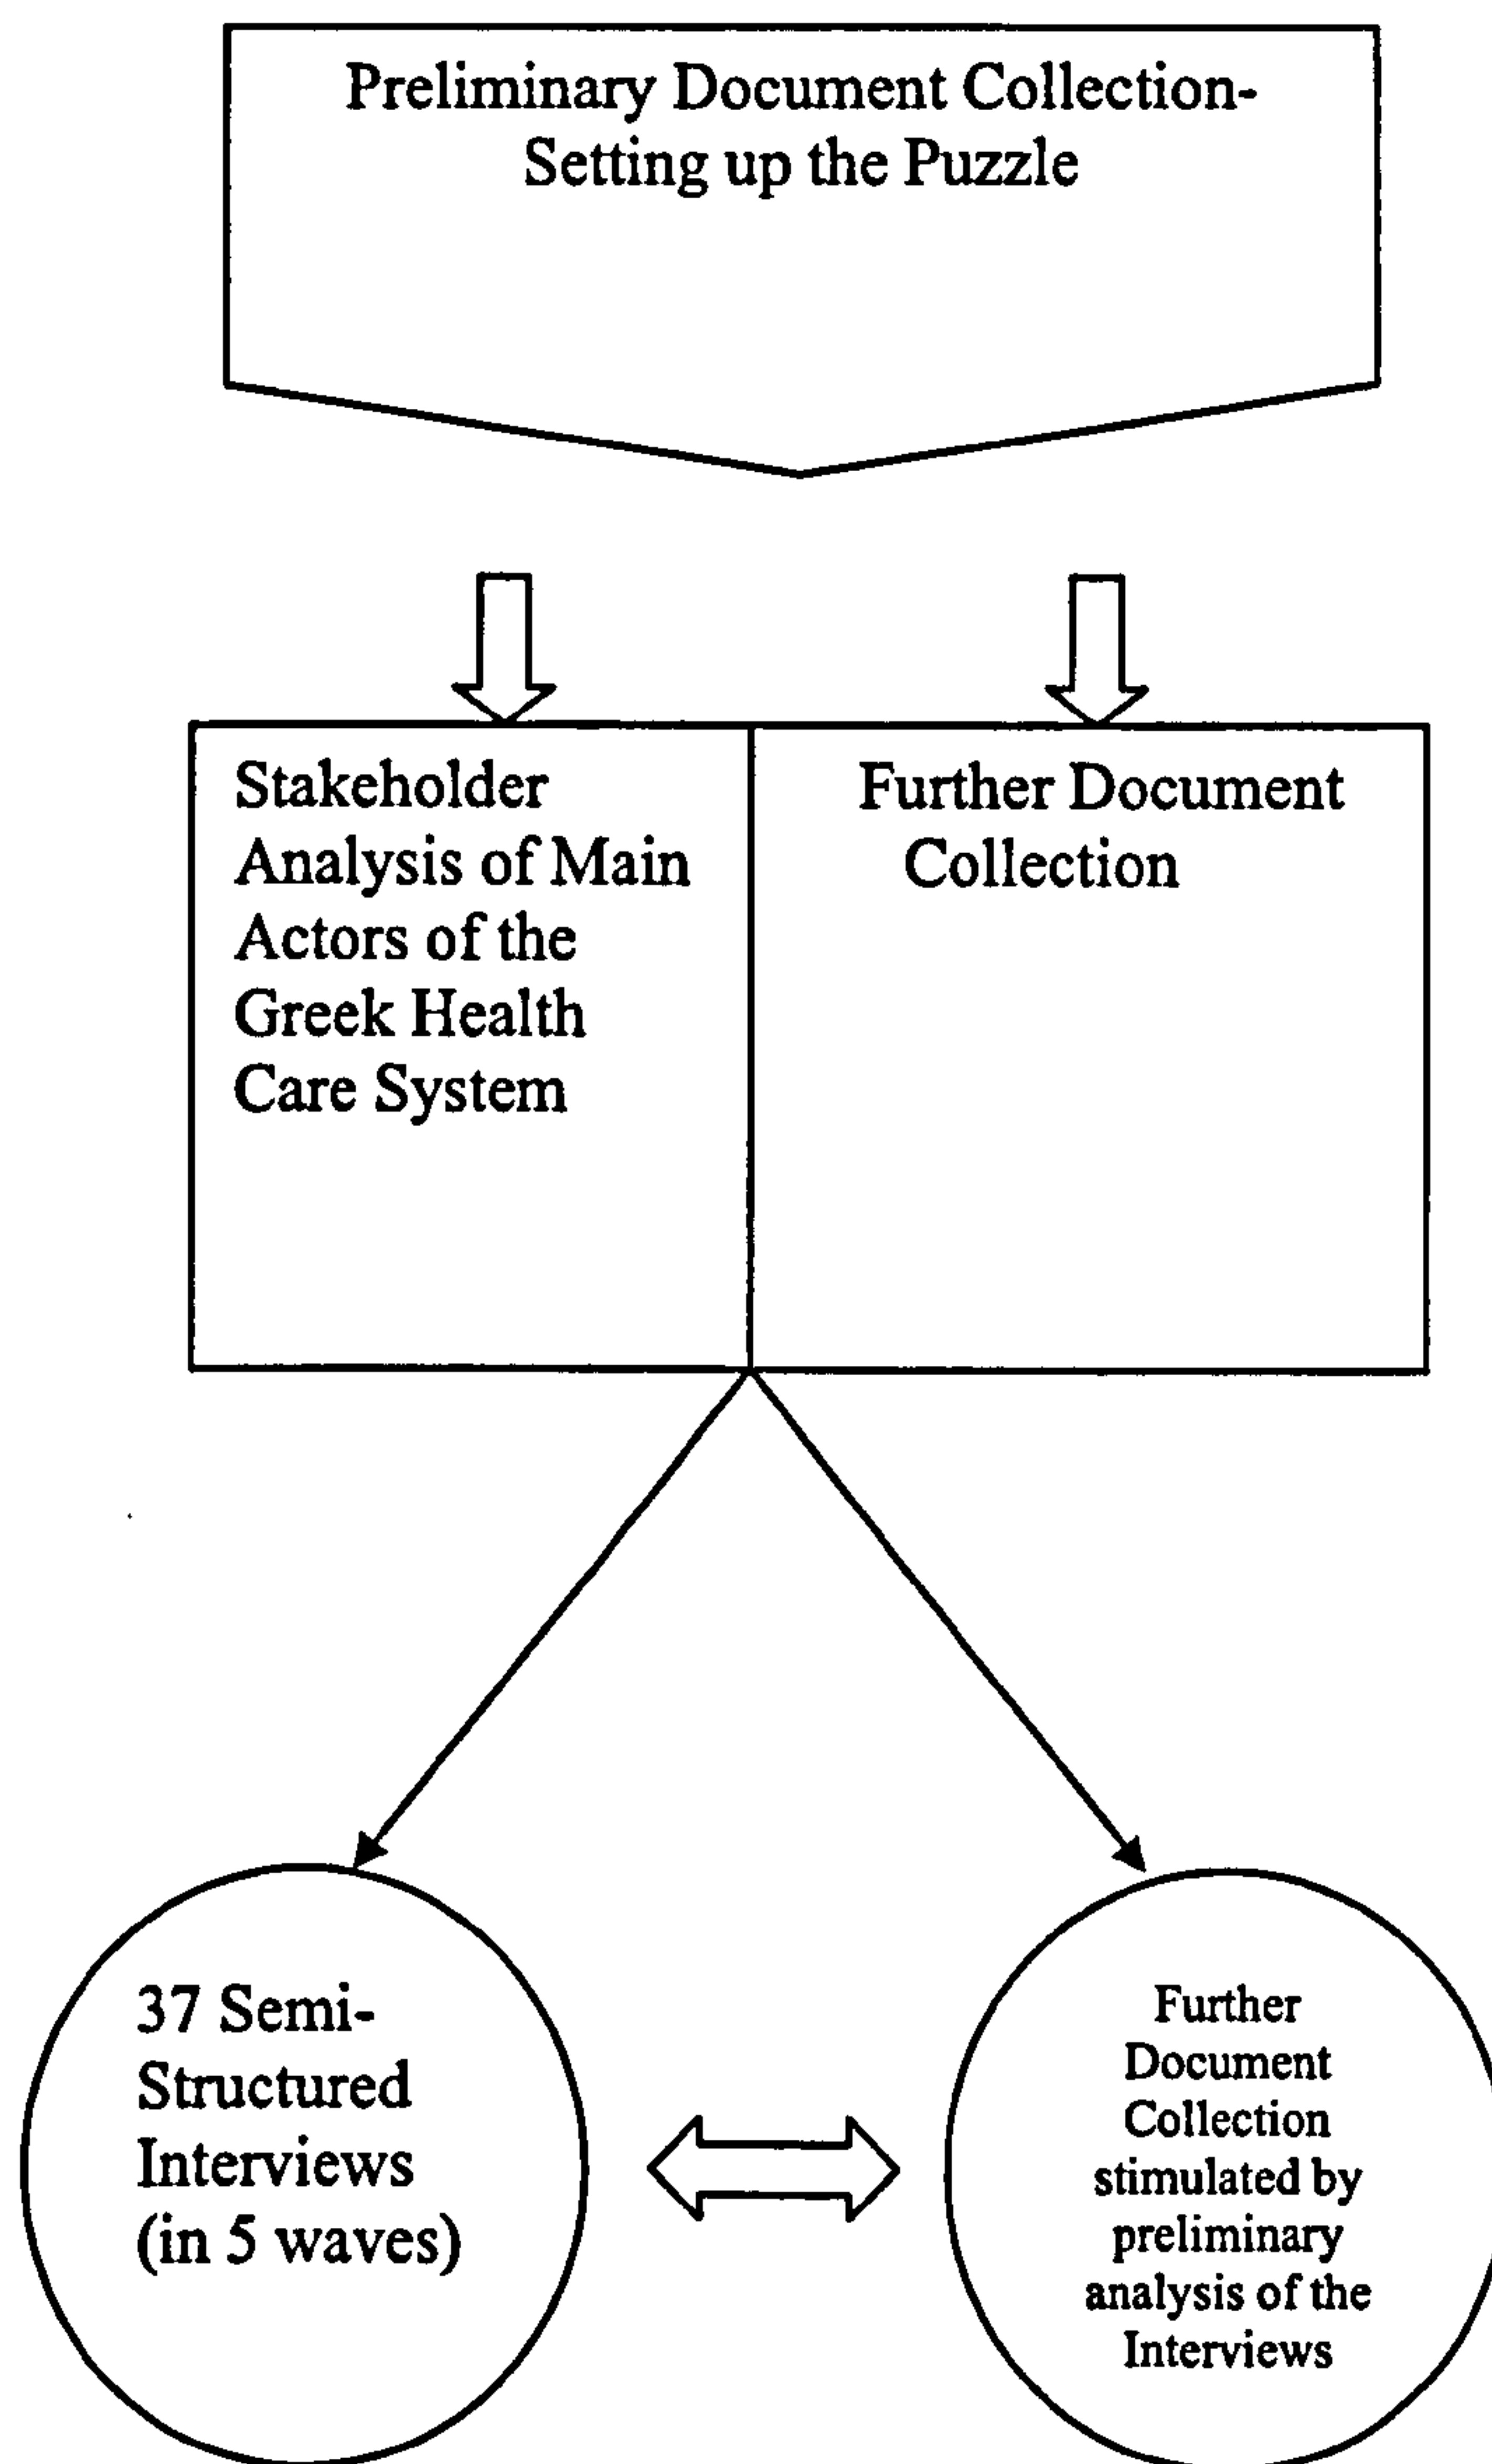 Preliminary Document Collection-
Setting up the Puzzle
Stakeholder
Analysis of Main
Actors of the
Greek Health
Care System
Further Document
Collection
37 Semi-
Structured
Interviews
(in 5 waves)
Further
Document
Collection
stimulated by
preliminary
analysis of the
Interviews